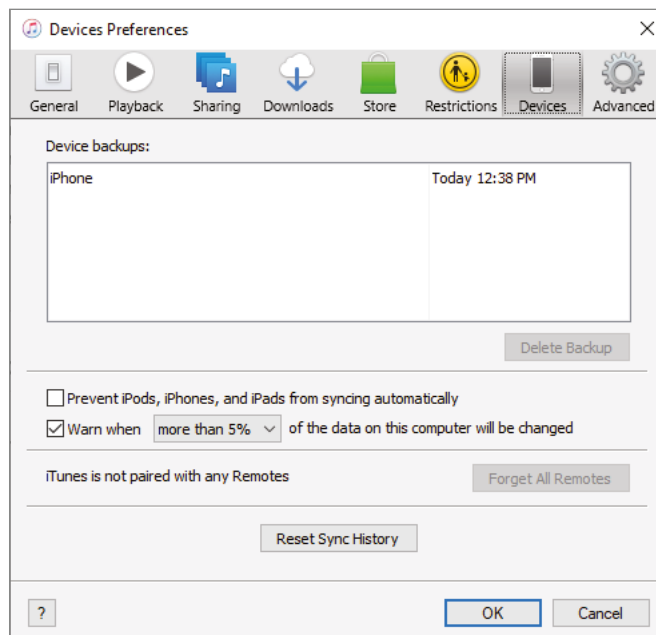 Devices Preferences
General Playback Sharing Downloads Store Restrictions Devices Advanced
Device backups:
iPhone Today 12:38 PM
Delete Backup
Prevent iPods, iPhones, and iPads from syncing automatically
Warn when more than 5% of the data on this computer will be changed
iTunes is not paired with any Remotes Forget All Remotes
Reset Sync History
? OK Cancel